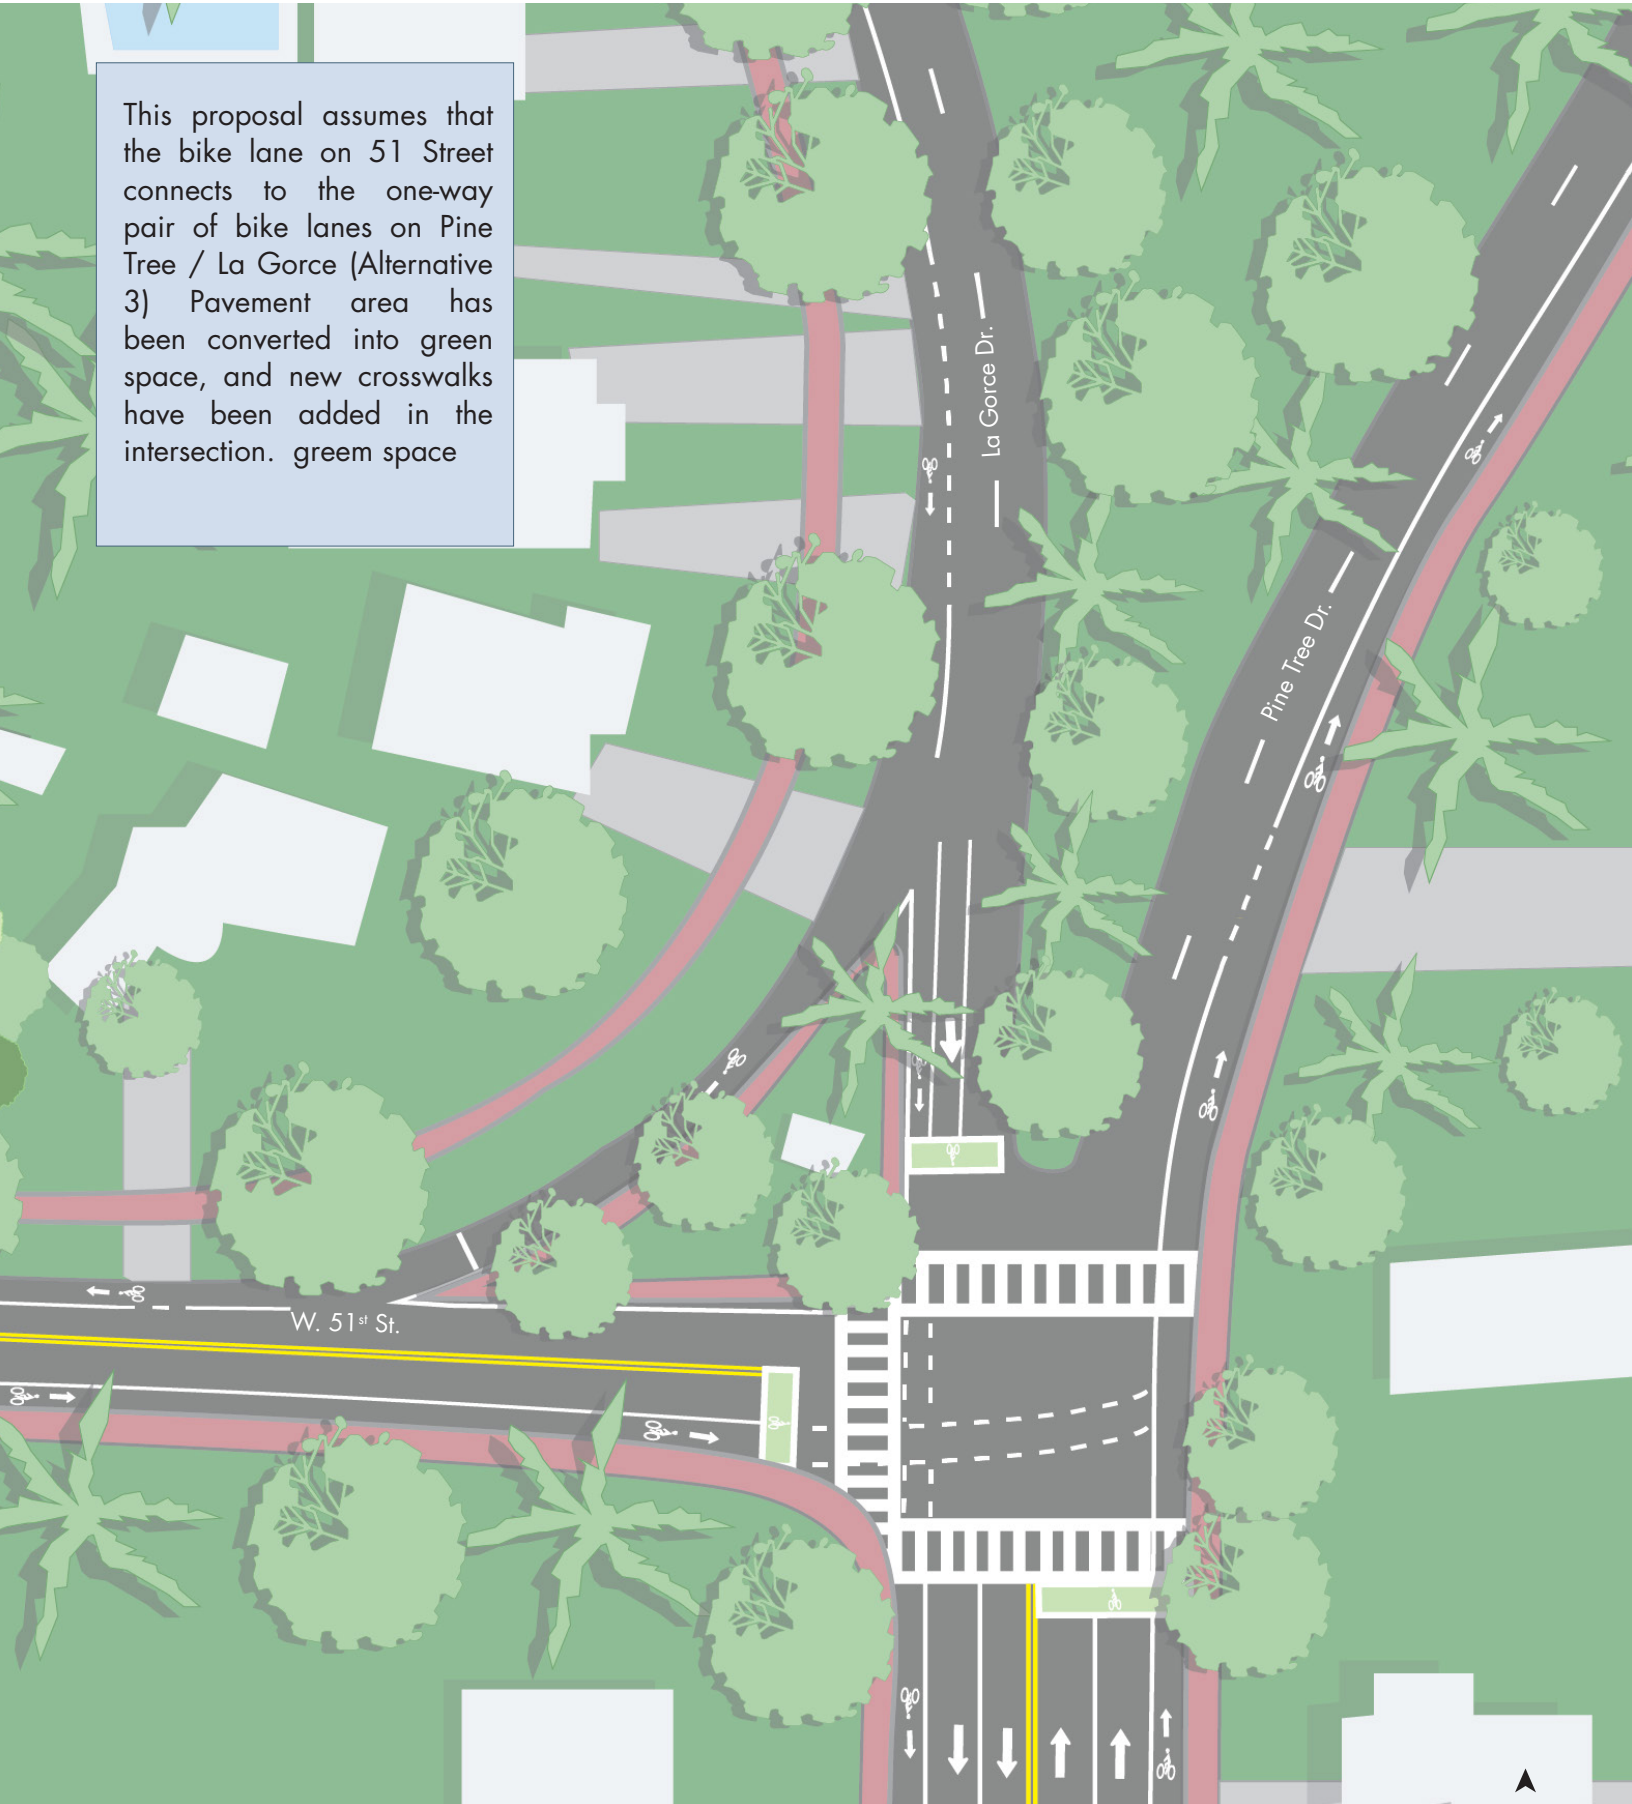 This proposal assumes that
the bike lane on 51 Street
connects to the one-way
pair of bike lanes on Pine
Tree / La Gorce (Alternative
3) Pavement area has
been converted into green
space, and new crosswalks
have been added in the
intersection. greem space
La Gorce Dr.
Pine Tree Dr.
W. 51st St.